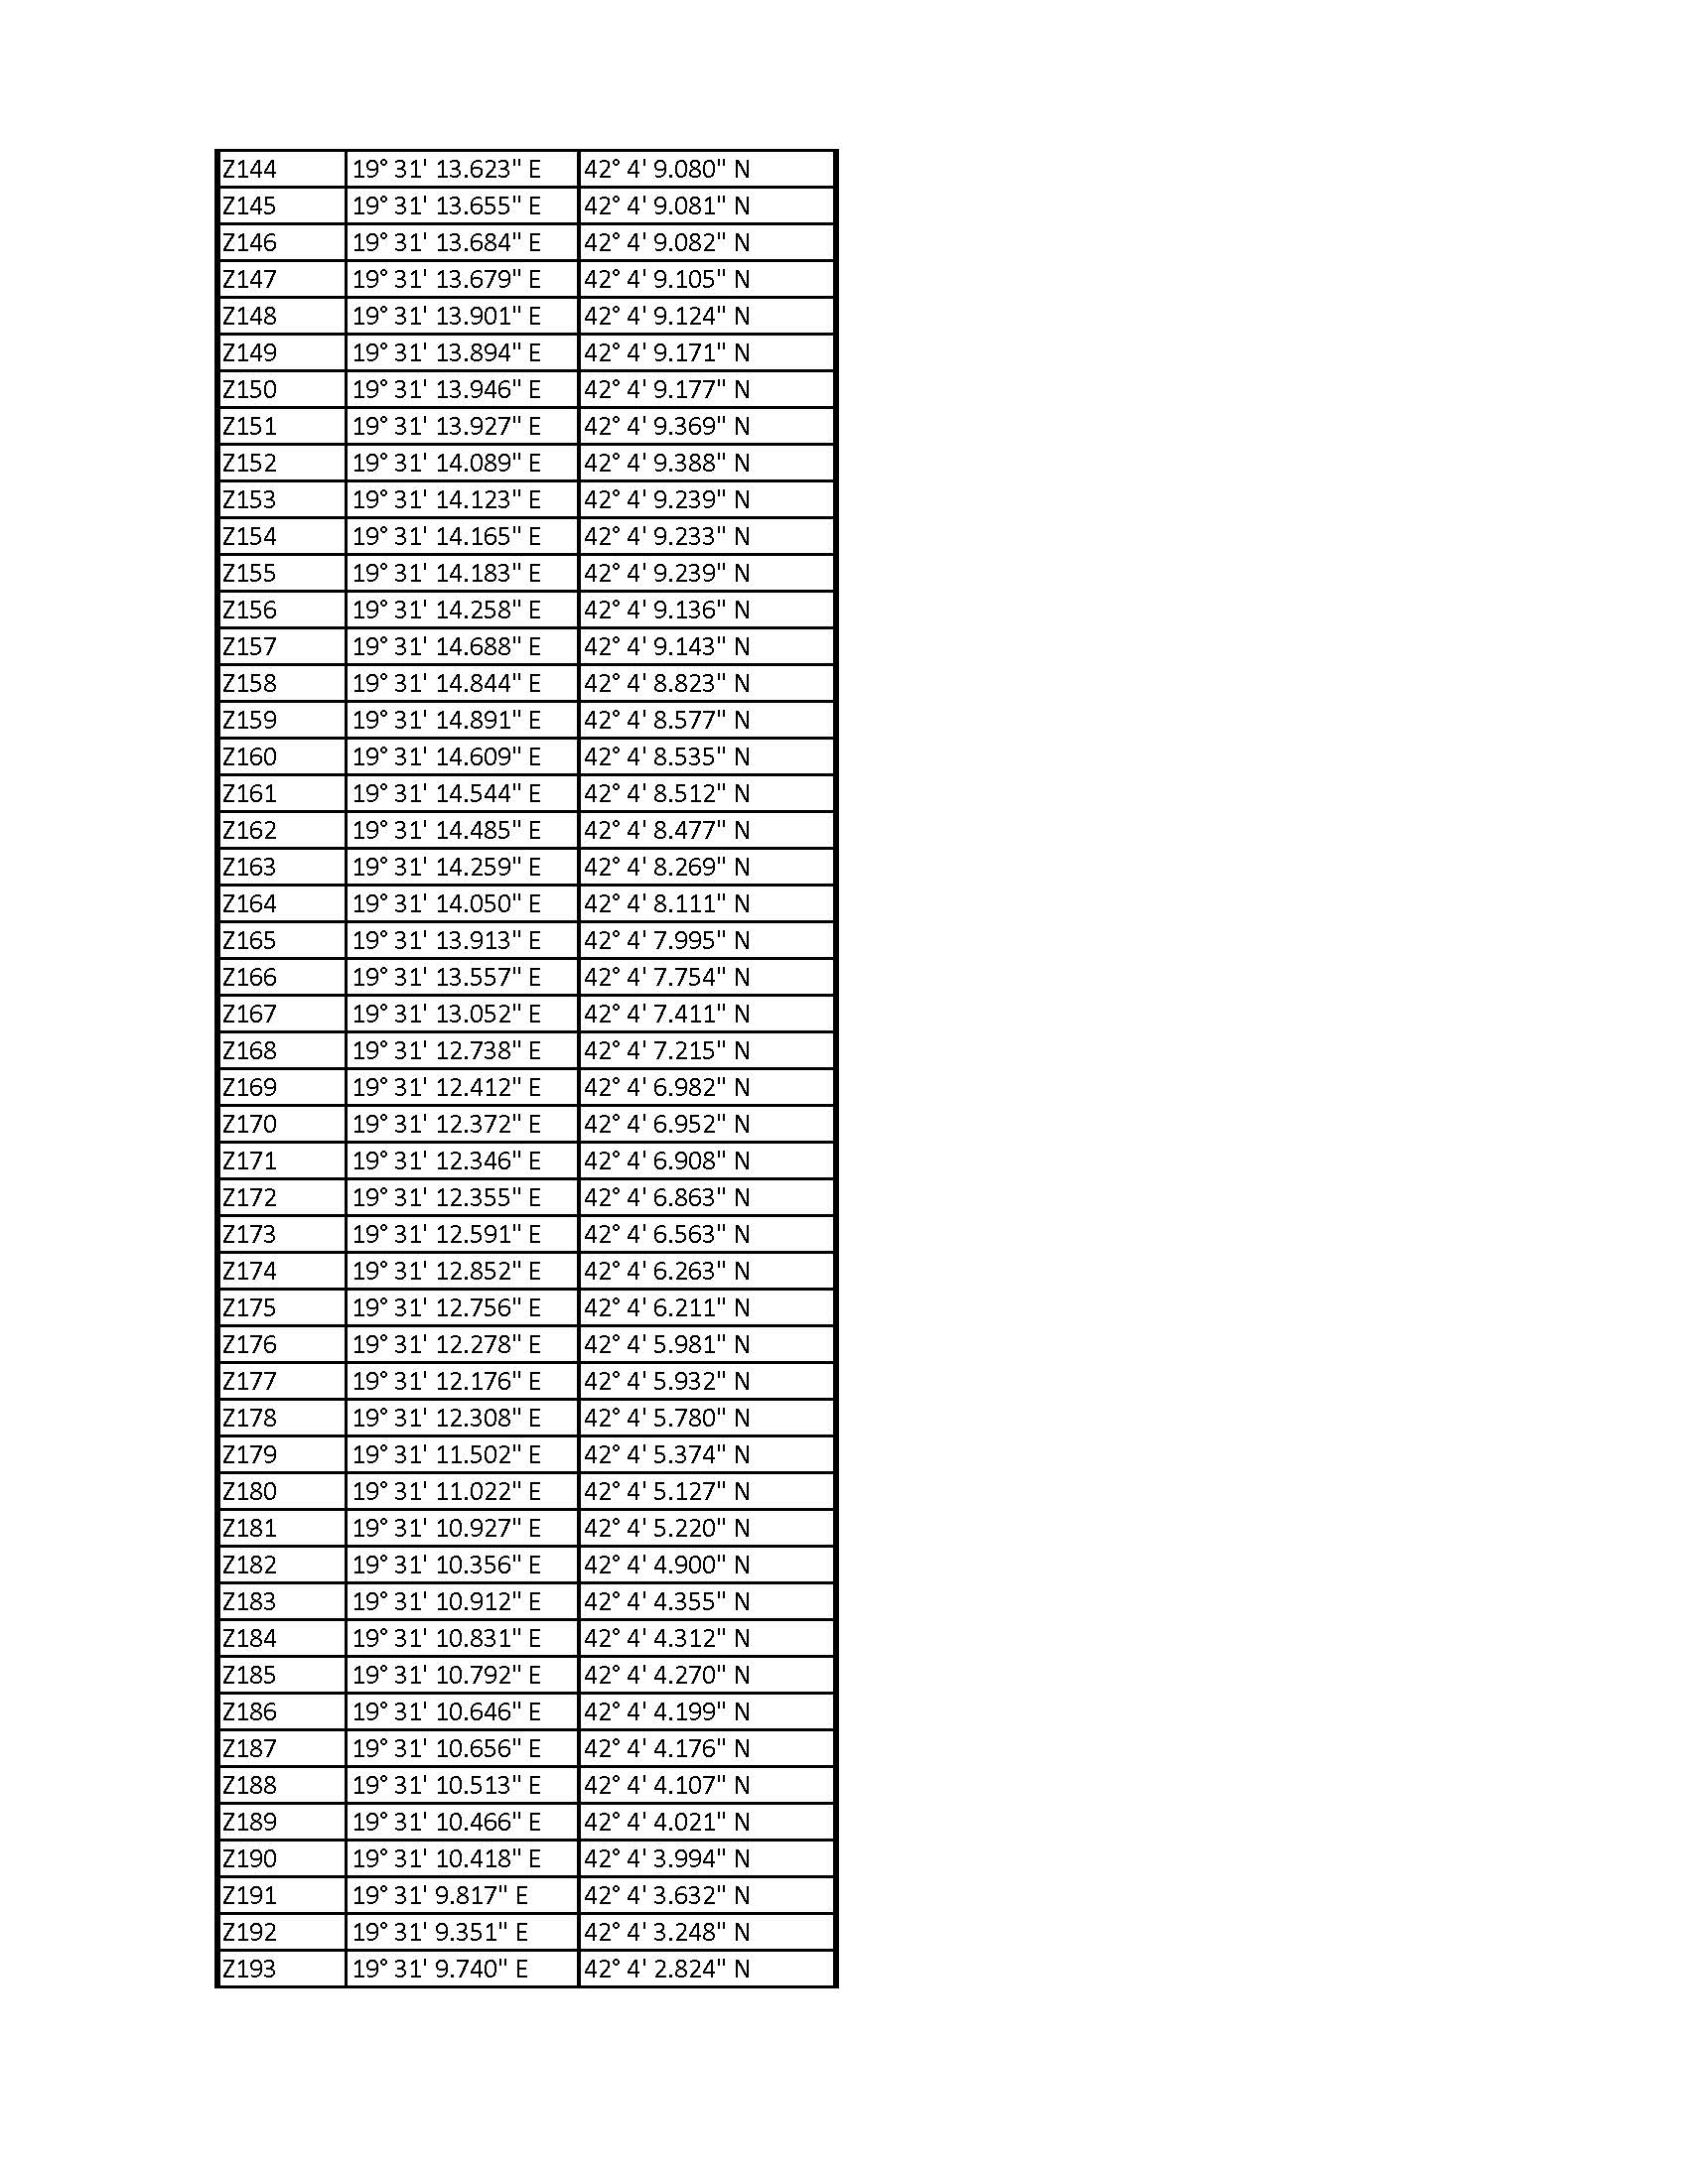 Z144 19° 31' 13.623" E 42° 4' 9.080" N
Z145 19° 31' 13.655" E 42° 4' 9.081" N
Z146 19° 31' 13.684" E 42° 4' 9.082" N
Z147 19° 31' 13.679" E 42° 4' 9.105" N
Z148 19° 31' 13.901" E 42° 4' 9.124" N
Z149 19° 31' 13.894" E 42° 4' 9.171" N
Z150 19° 31' 13.946" E 42° 4' 9.177" N
Z151 19° 31' 13.927" E 42° 4' 9.369" N
Z152 19° 31' 14.089" E 42° 4' 9.388" N
Z153 19° 31' 14.123" E 42° 4' 9.239" N
Z154 19° 31' 14.165" E 42° 4' 9.233" N
Z155 19° 31' 14.183" E 42° 4' 9.239" N
Z156 19° 31' 14.258" E 42° 4' 9.136" N
Z157 19° 31' 14.688" E 42° 4' 9.143" N
Z158 19° 31' 14.844" E 42° 4' 8.823" N
Z159 19° 31' 14.891" E 42° 4' 8.577" N
Z160 19° 31' 14.609" E 42° 4' 8.535" N
Z161 19° 31' 14.544" E 42° 4' 8.512" N
Z162 19° 31' 14.485" E 42° 4' 8.477" N
Z163 19° 31' 14.259" E 42° 4' 8.269" N
Z164 19° 31' 14.050" E 42° 4' 8.111" N
Z165 19° 31' 13.913" E 42° 4' 7.995" N
Z166 19° 31' 13.557" E 42° 4' 7.754" N
Z167 19° 31' 13.052" E 42° 4' 7.411" N
Z168 19° 31' 12.738" E 42° 4' 7.215" N
Z169 19° 31' 12.412" E 42° 4' 6.982" N
Z170 19° 31' 12.372" E 42° 4' 6.952" N
Z171 19° 31' 12.346" E 42° 4' 6.908" N
Z172 19° 31' 12.355" E 42° 4' 6.863" N
Z173 19° 31' 12.591" E 42° 4' 6.563" N
Z174 19° 31' 12.852" E 42° 4' 6.263" N
Z175 19° 31' 12.756" E 42° 4' 6.211" N
Z176 19° 31' 12.278" E 42° 4' 5.981" N
Z177 19° 31' 12.176" E 42° 4' 5.932" N
Z178 19° 31' 12.308" E 42° 4' 5.780" N
Z179 19° 31' 11.502" E 42° 4' 5.374" N
Z180 19° 31' 11.022" E 42° 4' 5.127" N
Z181 19° 31' 10.927" E 42° 4' 5.220" N
Z182 19° 31' 10.356" E 42° 4' 4.900" N
Z183 19° 31' 10.912" E 42° 4' 4.355" N
Z184 19° 31' 10.831" E 42° 4' 4.312" N
Z185 19° 31' 10.792" E 42° 4' 4.270" N
Z186 19° 31' 10.646" E 42° 4' 4.199" N
Z187 19° 31' 10.656" E 42° 4' 4.176" N
Z188 19° 31' 10.513" E 42° 4' 4.107" N
Z189 19° 31' 10.466" E 42° 4' 4.021" N
Z190 19° 31' 10.418" E 42° 4' 3.994" N
Z191 19° 31' 9.817" E 42° 4' 3.632" N
Z192 19° 31' 9.351" E 42° 4' 3.248" N
Z193 19° 31' 9.740" E 42° 4' 2.824" N